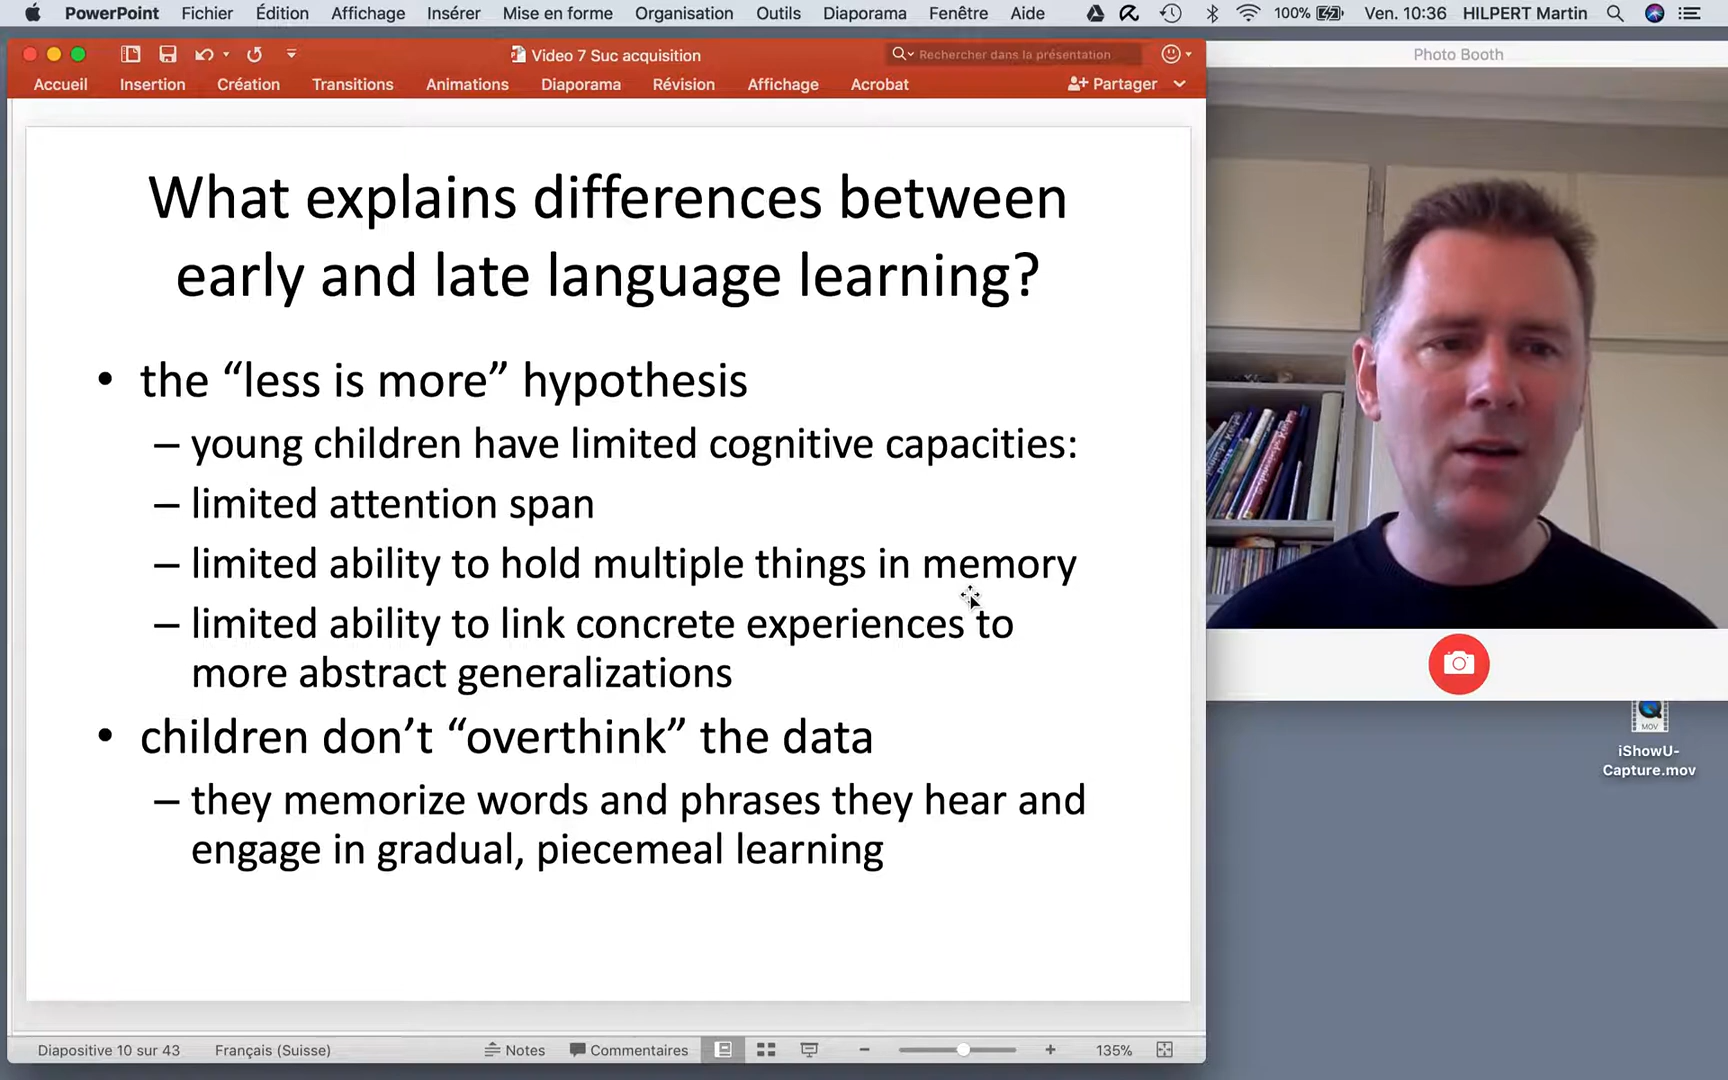 PowerPoint Fichier Édition Affichage Insérer Mise en forme Organisation Outils Diaporama Fenêtre Aide 100% Ven. 10:36 HILPERT Martin
Video 7 Suc acquisition
Rechercher dans la présentation
Accueil Insertion Création Transitions Animations Diaporama Révision Affichage Acrobat Partager
What explains differences between
early and late language learning?
• the “less is more” hypothesis
– young children have limited cognitive capacities:
– limited attention span
– limited ability to hold multiple things in memory
– limited ability to link concrete experiences to
more abstract generalizations
• children don’t “overthink” the data
– they memorize words and phrases they hear and
engage in gradual, piecemeal learning
Diapositive 10 sur 43 Français (Suisse) Notes Commentaires 135%
Photo Booth
MOV
iShowU-
Capture.mov